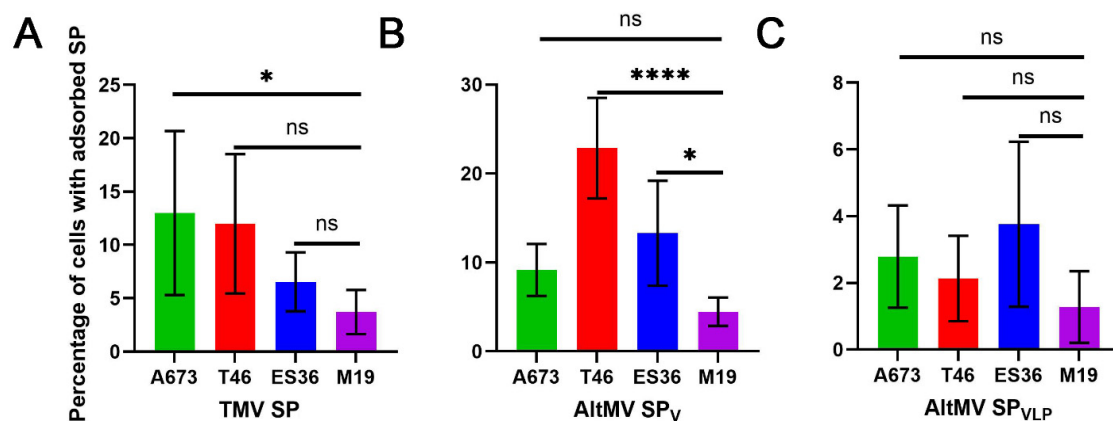 A
Percentage of cells with adsorbed SP
25
20
15
10
5
0
*
ns
ns
A673 T46 ES36 M19
TMV SP
B
30
20
10
0
ns
****
*
A673 T46 ES36 M19
AltMV SPV
C
8
6
4
2
0
ns
ns
ns
A673 T46 ES36 M19
AltMV SPVLP